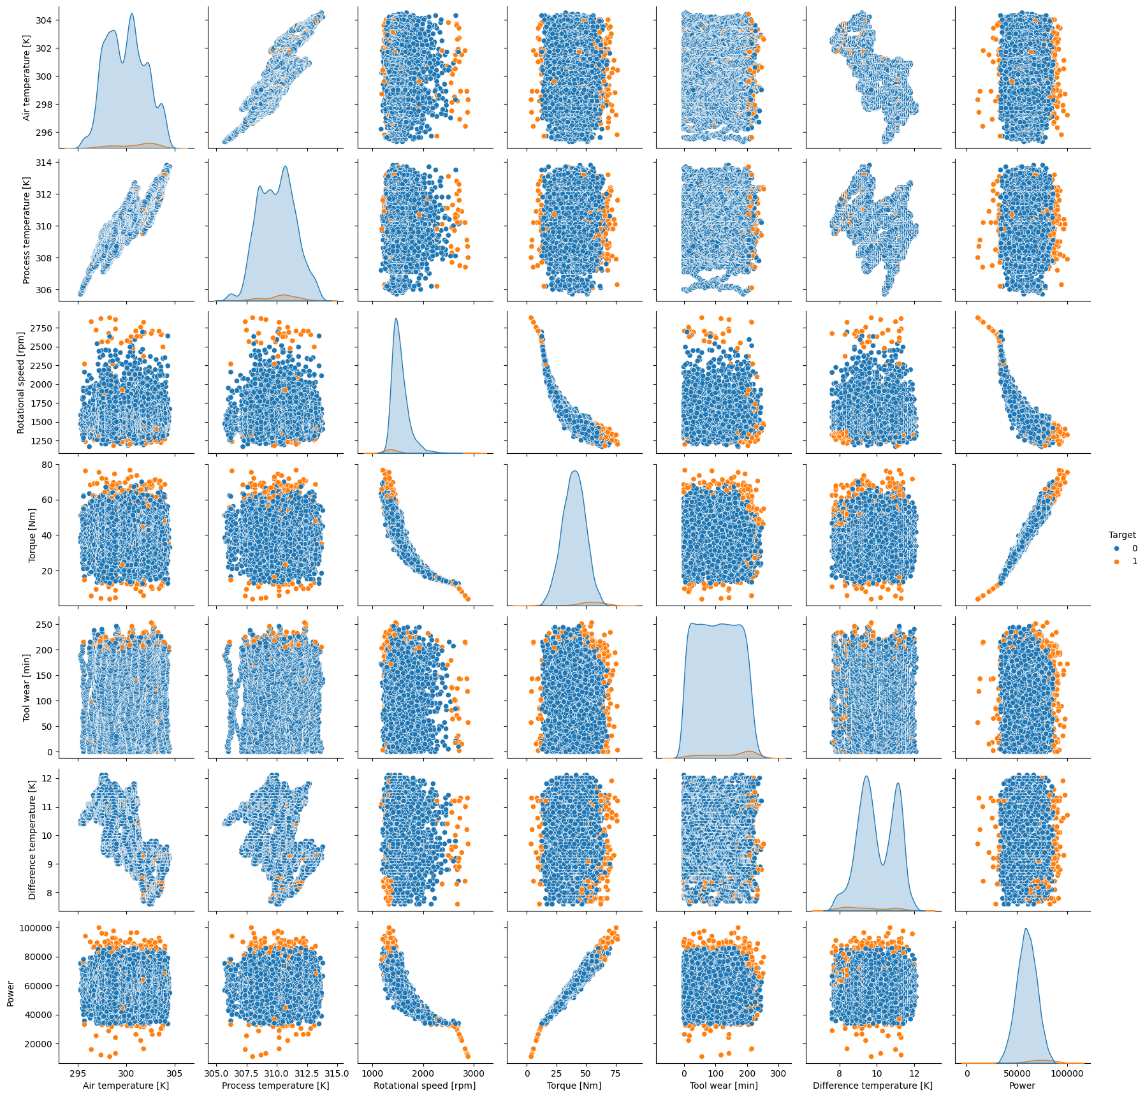 304
302
300
298
296
Air temperature [K]
314
312
310
308
306
Process temperature [K]
2750
2500
2250
2000
1750
1500
1250
Rotational speed [rpm]
80
60
40
20
Torque [Nm]
Target
0
1
250
200
150
100
50
0
Tool wear [min]
12
11
10
9
8
Difference temperature [K]
100000
80000
60000
40000
20000
Power
295 300 305
Air temperature [K]
305.0 307.5 310.0 312.5 315.0
Process temperature [K]
1000 2000 3000
Rotational speed [rpm]
0 25 50 75
Torque [Nm]
0 100 200 300
Tool wear [min]
8 10 12
Difference temperature [K]
0 50000 100000
Power